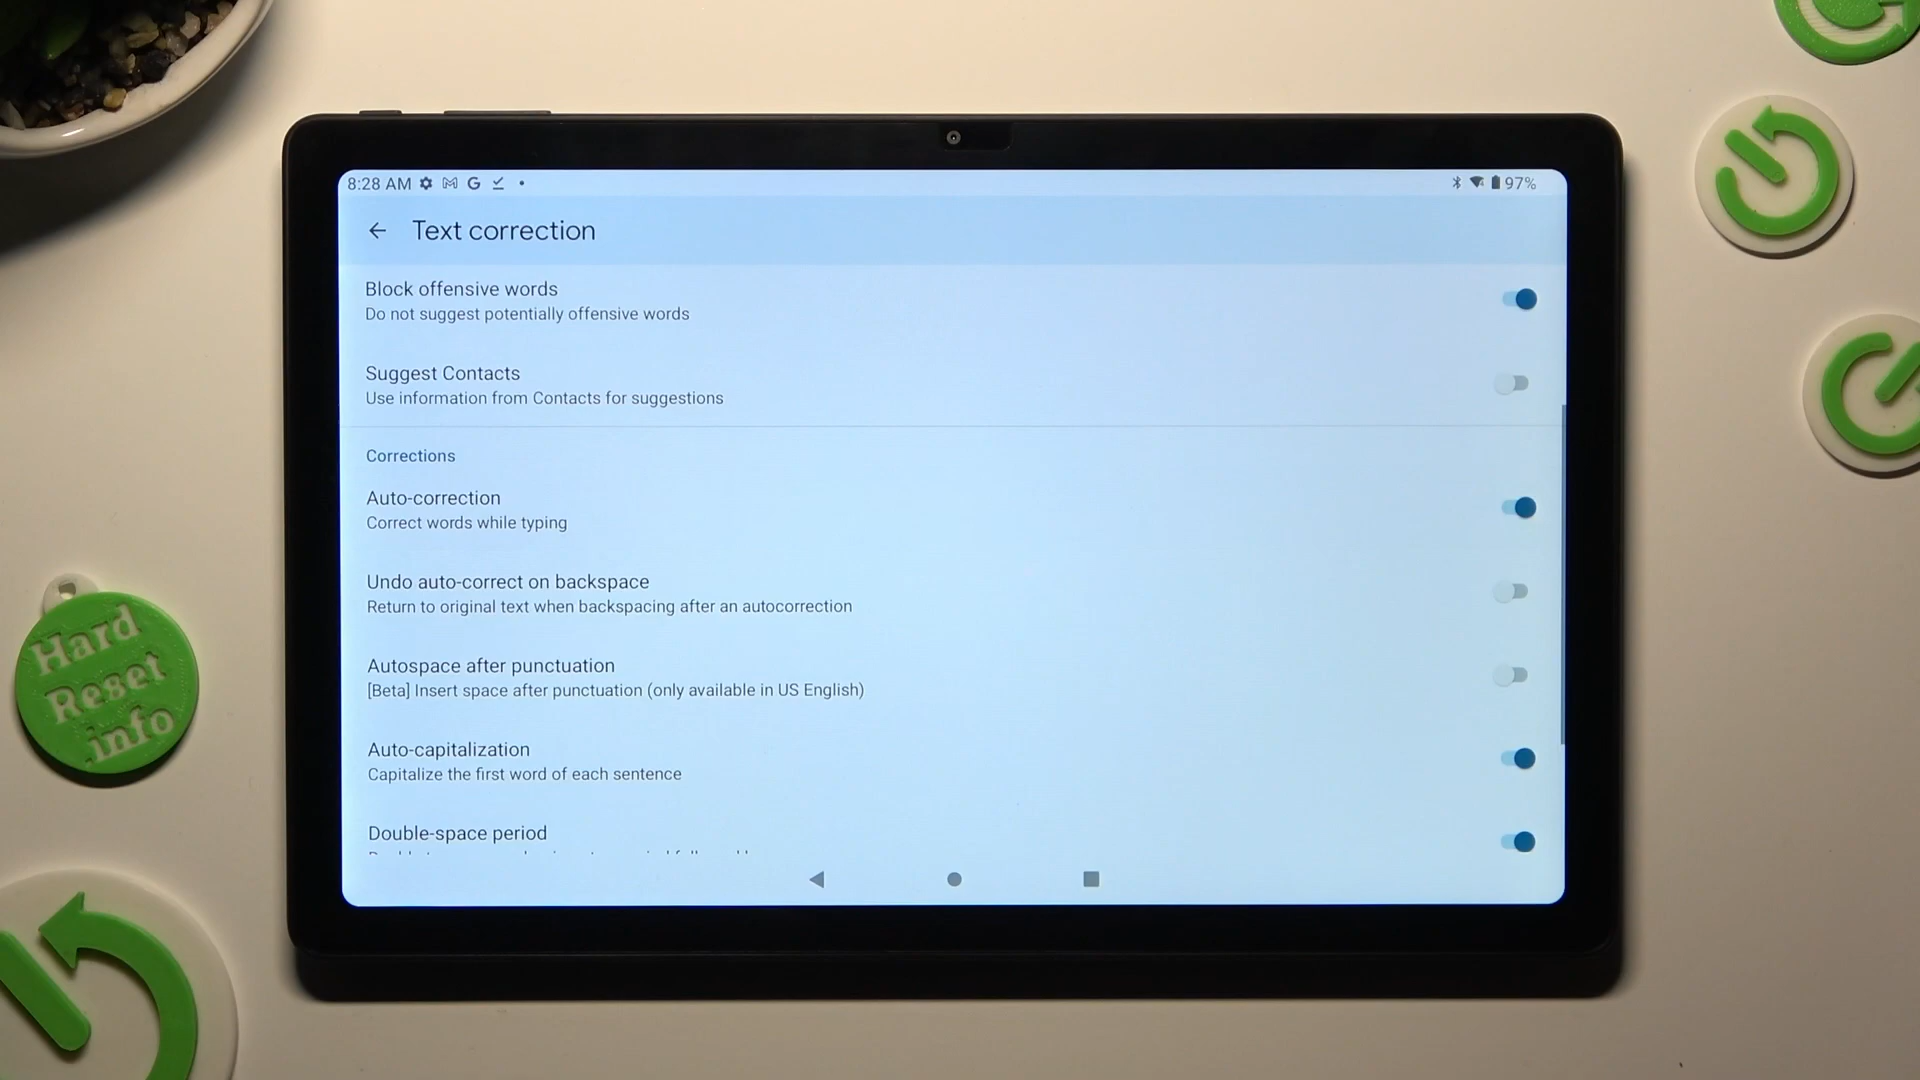 8:28 AM
97%
Text correction
Block offensive words
Do not suggest potentially offensive words
Suggest Contacts
Use information from Contacts for suggestions
Corrections
Auto-correction
Correct words while typing
Undo auto-correct on backspace
Return to original text when backspacing after an autocorrection
Autospace after punctuation
[Beta] Insert space after punctuation (only available in US English)
Auto-capitalization
Capitalize the first word of each sentence
Double-space period
Hard
Reset
.info